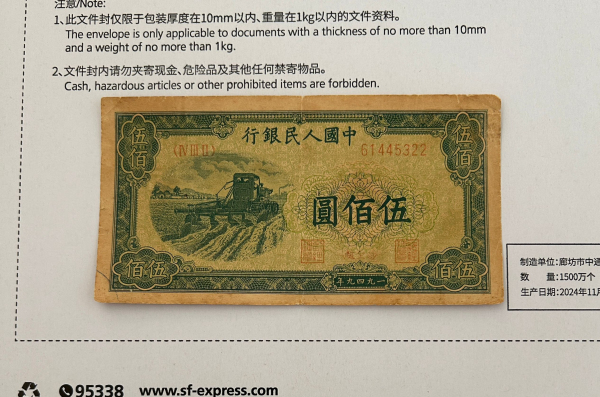 注意/Note:
1、此文件封仅限于包装厚度在10mm以内、重量在1kg以内的文件资料。
The envelope is only applicable to documents with a thickness of no more than 10mm
and a weight of no more than 1kg.
2、文件封内请勿夹寄现金、危险品及其他任何禁寄物品。
Cash, hazardous articles or other prohibited items are forbidden.
伍佰
行銀民人國中
伍佰
〈ⅣⅢⅡ〉
61445322
圓佰伍
佰伍
年九四九一
伍佰
制造单位:廊坊市中通
数 量:1500万个
生产日期:2024年11月
95338 www.sf-express.com